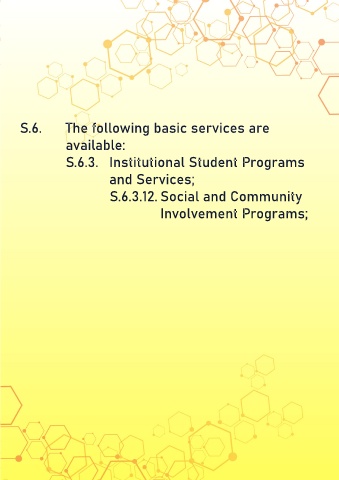 S.6. The following basic services are
available:
S.6.3. Institutional Student Programs
and Services;
S.6.3.12. Social and Community
Involvement Programs;